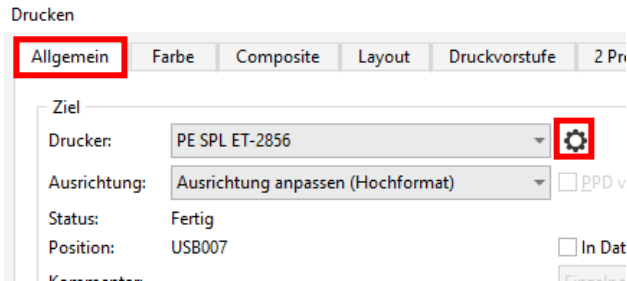 Drucken
Allgemein Farbe Composite Layout Druckvorstufe 2 Pr
Ziel
Drucker: PE SPL ET-2856
Ausrichtung: Ausrichtung anpassen (Hochformat) PPD v
Status: Fertig
Position: USB007 In Dat